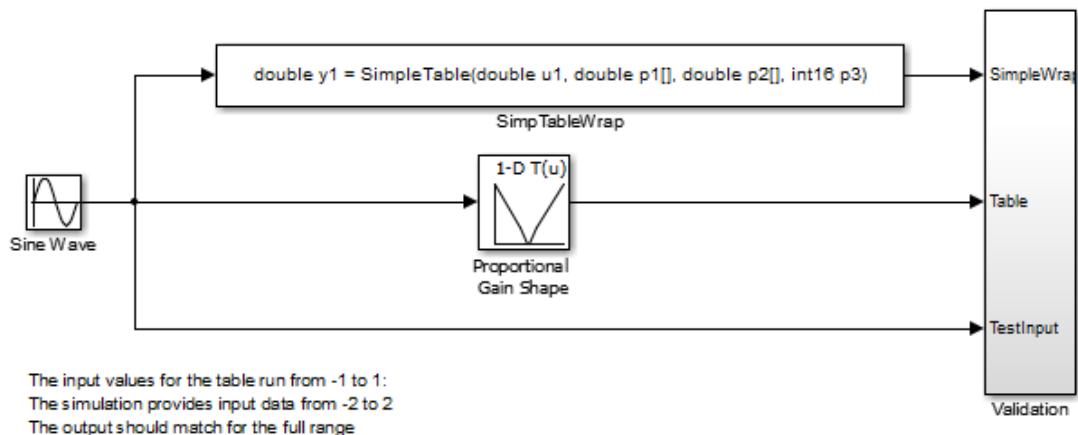 double y1 = SimpleTable(double u1, double p1[], double p2[], int16 p3)
SimpTableWrap
SimpleWrap
1-D T(u)
Sine Wave
Proportional
Gain Shape
Table
TestInput
Validation
The input values for the table run from -1 to 1:
The simulation provides input data from -2 to 2
The output should match for the full range